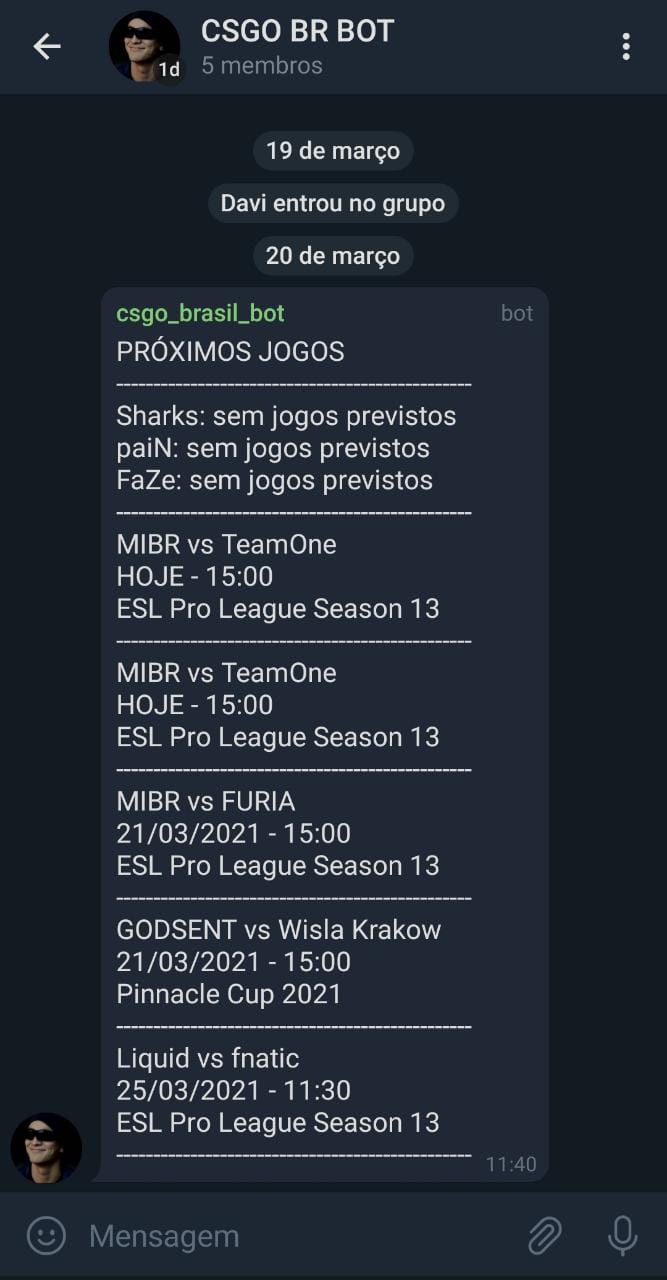 CSGO BR BOT
1d
5 membros
19 de março
Davi entrou no grupo
20 de março
csgo_brasil_bot bot
PRÓXIMOS JOGOS
------------------------------------------------
Sharks: sem jogos previstos
paiN: sem jogos previstos
FaZe: sem jogos previstos
------------------------------------------------
MIBR vs TeamOne
HOJE - 15:00
ESL Pro League Season 13
------------------------------------------------
MIBR vs TeamOne
HOJE - 15:00
ESL Pro League Season 13
------------------------------------------------
MIBR vs FURIA
21/03/2021 - 15:00
ESL Pro League Season 13
------------------------------------------------
GODSENT vs Wisla Krakow
21/03/2021 - 15:00
Pinnacle Cup 2021
------------------------------------------------
Liquid vs fnatic
25/03/2021 - 11:30
ESL Pro League Season 13
------------------------------------------------
11:40
Mensagem